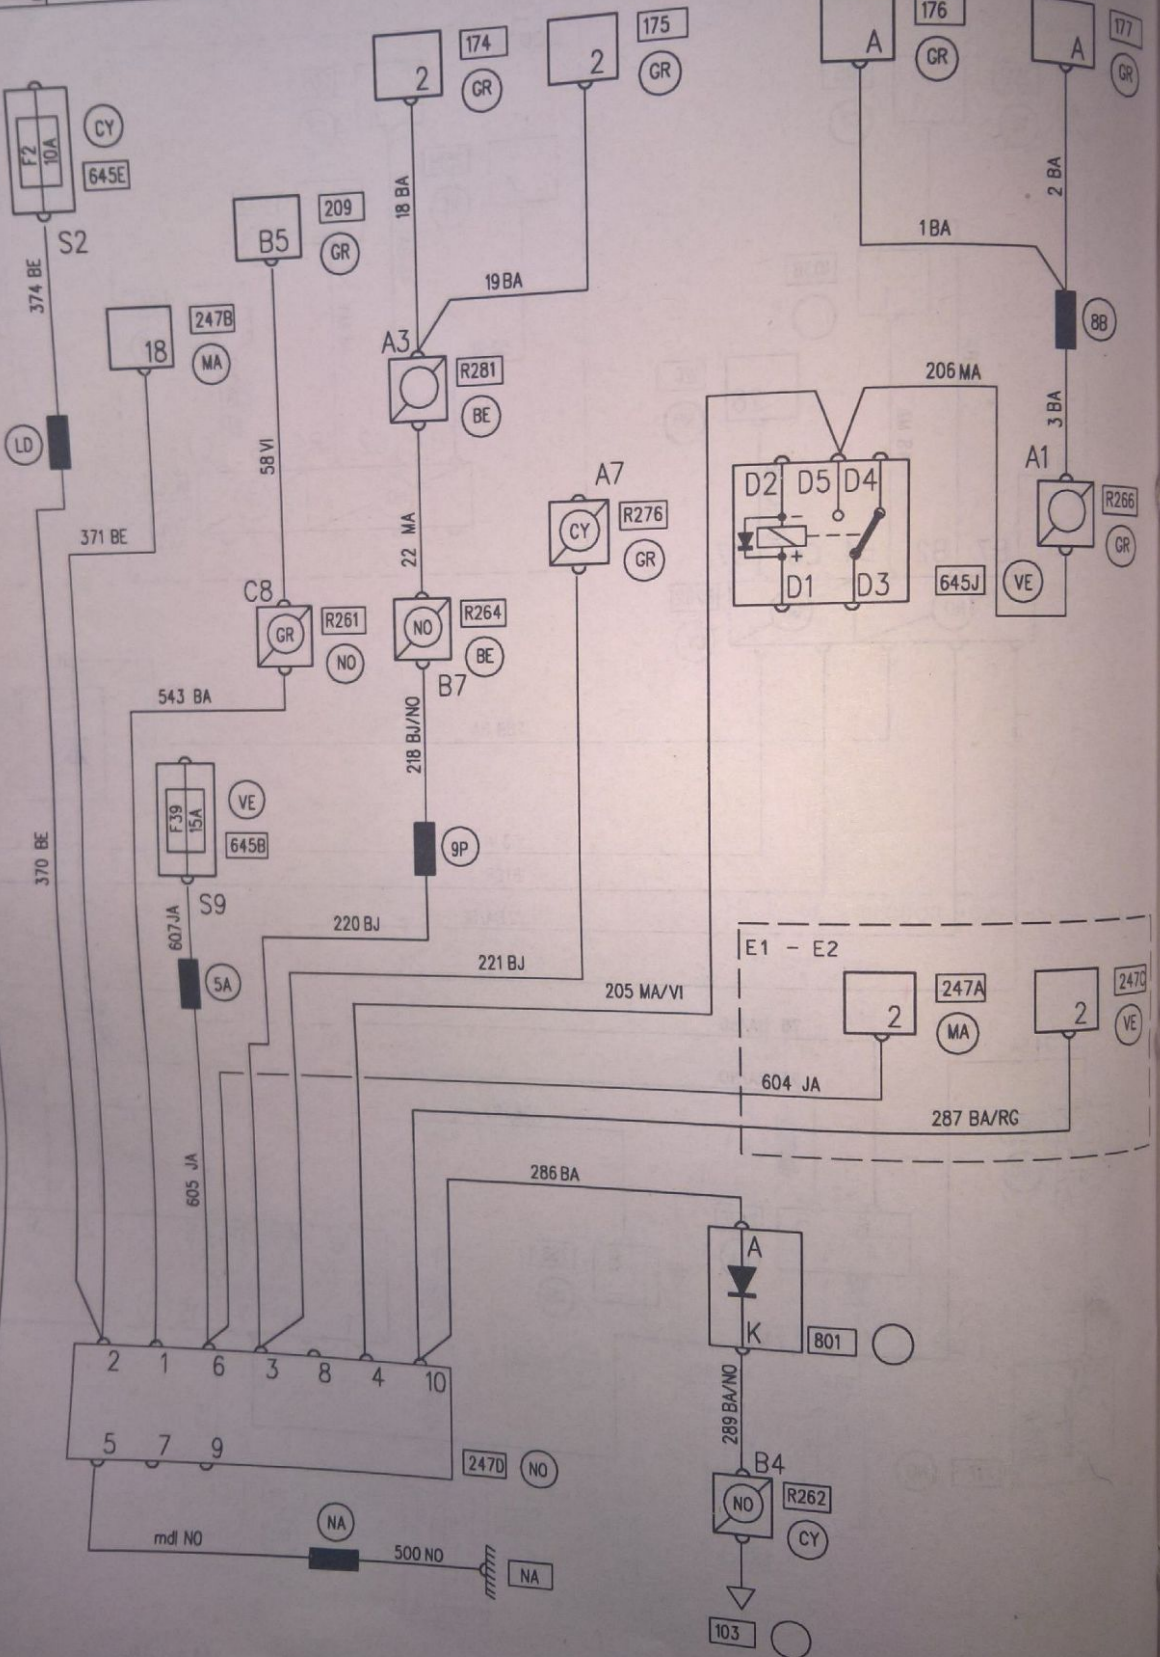 174
2
GR
175
2
GR
176
A
GR
177
A
GR
F2
10A
CY
645E
S2
374 BE
209
B5
GR
18 BA
19 BA
2 BA
1 BA
8B
247B
18
MA
LD
371 BE
58 VI
A3
R281
BE
206 MA
3 BA
A1
R266
GR
A7
CY
R276
GR
D2
D5
D4
-
+
D1
D3
645J
VE
22 MA
C8
GR
R261
NO
NO
R264
BE
B7
543 BA
218 BJ/NO
F39
15A
VE
645B
S9
370 BE
9P
607 JA
5A
220 BJ
221 BJ
205 MA/VI
E1 - E2
247A
2
MA
2
VE
604 JA
287 BA/RG
605 JA
286 BA
A
K
801
2
1
6
3
8
4
10
5
7
9
247D
NO
289 BA/NO
B4
NO
R262
CY
NA
mdl NO
500 NO
NA
103